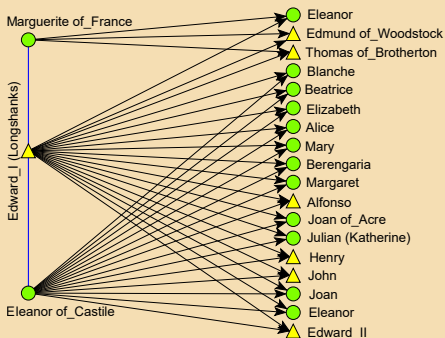 Marguerite of_France
Edward_I (Longshanks)
Eleanor of_Castile
Eleanor
Edmund of_Woodstock
Thomas of_Brotherton
Blanche
Beatrice
Elizabeth
Alice
Mary
Berengaria
Margaret
Alfonso
Joan of_Acre
Julian (Katherine)
Henry
John
Joan
Eleanor
Edward_II